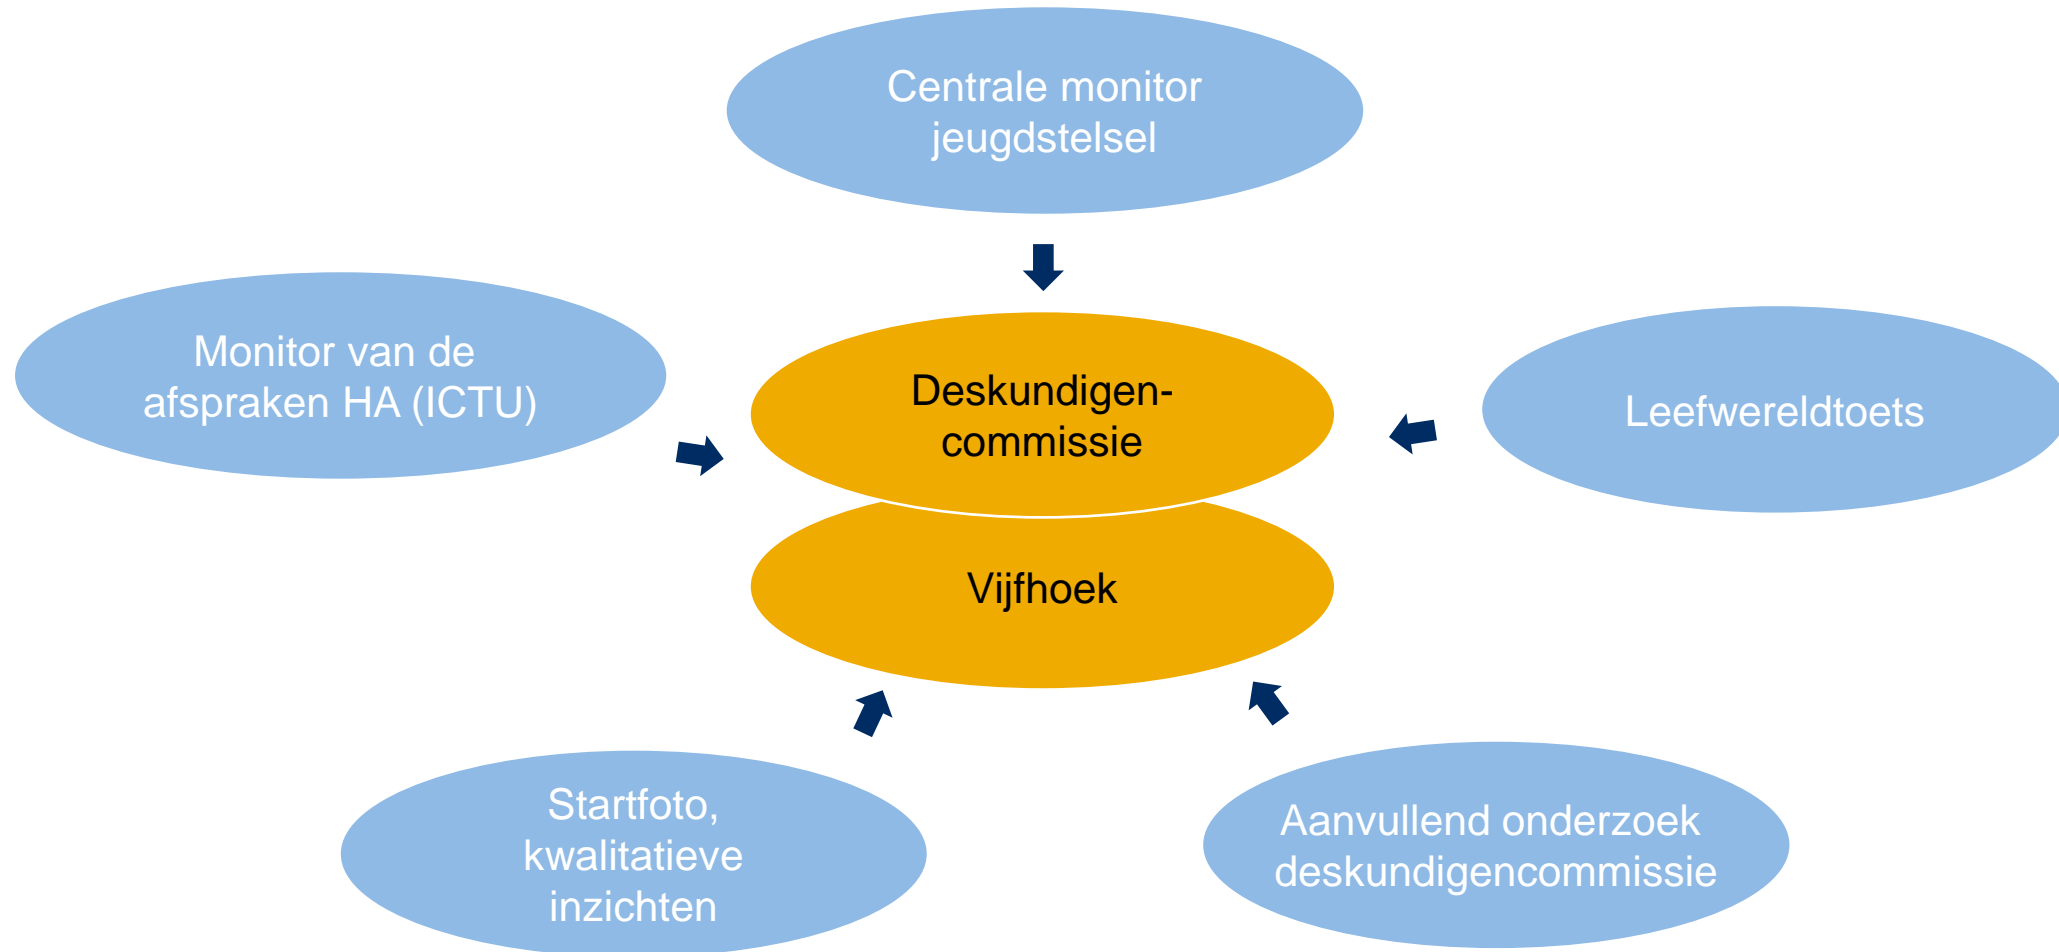 Centrale monitor
jeugdstelsel
Monitor van de
afspraken HA (ICTU)
Deskundigen-
commissie
Leefwereldtoets
Vijfhoek
Startfoto,
kwalitatieve
inzichten
Aanvullend onderzoek
deskundigencommissie